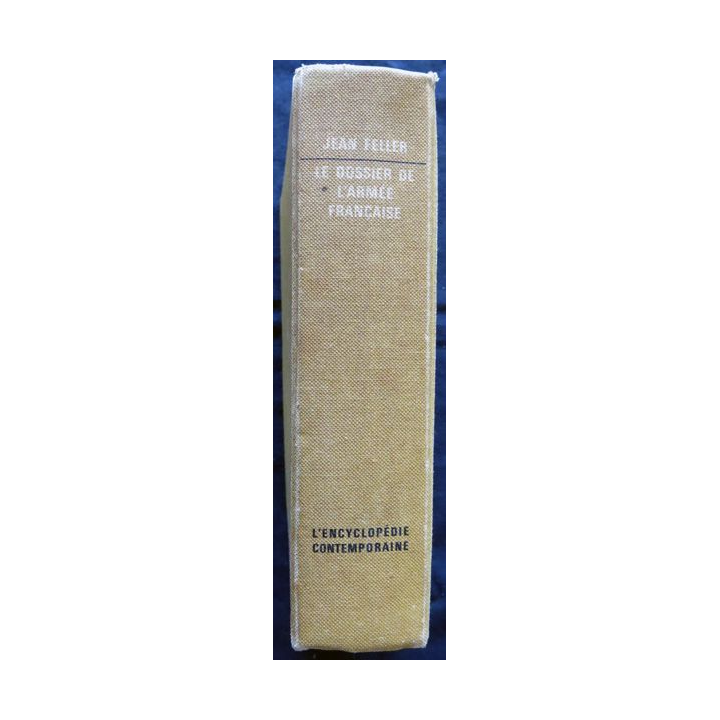 JEAN FELLER
LE DOSSIER DE
L'ARMÉE
FRANÇAISE
L'ENCYCLOPÉDIE
CONTEMPORAINE